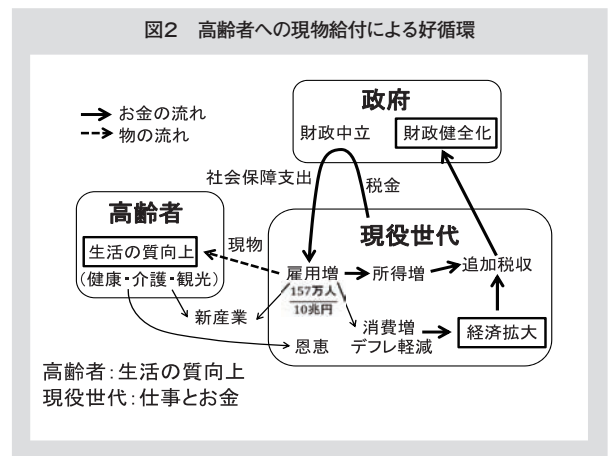 図2 高齢者への現物給付による好循環
お金の流れ
物の流れ
政府
財政中立
財政健全化
社会保障支出
税金
高齢者
生活の質向上
(健康・介護・観光)
現物
現役世代
雇用増
157万人
10兆円
所得増
追加税収
新産業
恩恵
消費増
デフレ軽減
経済拡大
高齢者:生活の質向上
現役世代:仕事とお金